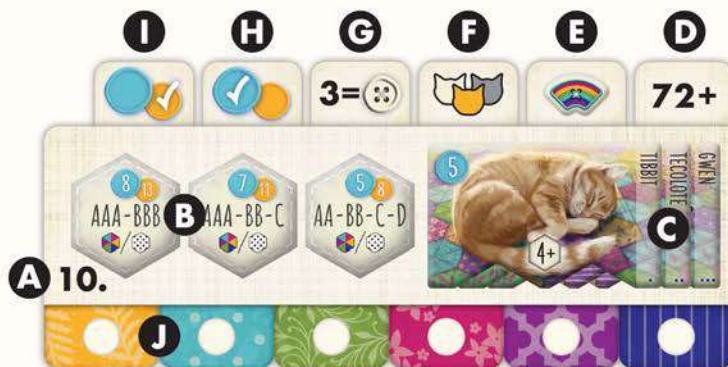 I H G F E D
3= 72+
8 13 7 11 5 8 5
AAA-BBB B AAA-BB-C AA-BB-C-D
TIBBIT TECOLOTE GWEN
4+ C
A 10.
J